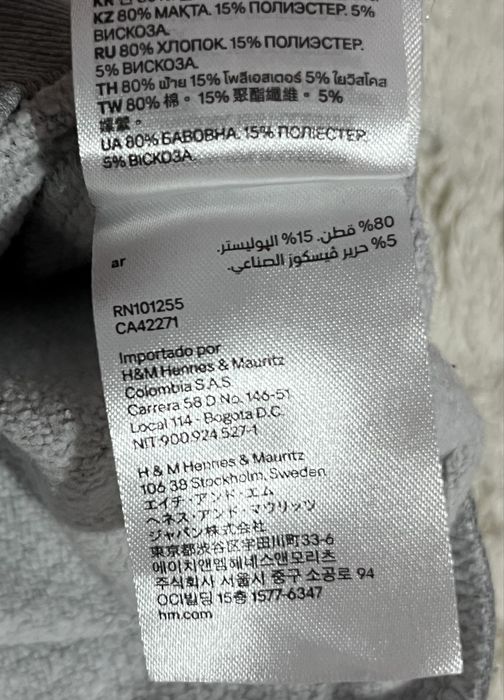 KZ 80% МАҚТА. 15% ПОЛИЭСТЕР. 5%
ВИСКОЗА.
RU 80% ХЛОПОК. 15% ПОЛИЭСТЕР.
5% ВИСКОЗА.
TH 80% ฝ้าย 15% โพลีเอสเตอร์ 5% ใยวิสโคส
TW 80% 棉。 15% 聚酯纖維。 5%
UA 80% БАВОВНА. 15% ПОЛІЕСТЕР.
5% ВІСКОЗА.
ar
80% قطن. 15% البوليستر.
5% حرير ڤيسكوز الصناعي.
RN101255
CA42271
Importado por
H&M Hennes & Mauritz
Colombia S.A.S
Carrera 58 D No. 146-51
Local 114 - Bogota D.C.
NIT:900.924.527-1
H & M Hennes & Mauritz
106 38 Stockholm, Sweden
エイチ・アンド・エム
ヘネス・アンド・マウリッツ
ジャパン株式会社
東京都渋谷区宇田川町33-6
에이치앤엠헤네스앤모리츠
주식회사 서울시 중구 소공로 94
OCI빌딩 15층 1577-6347
hm.com